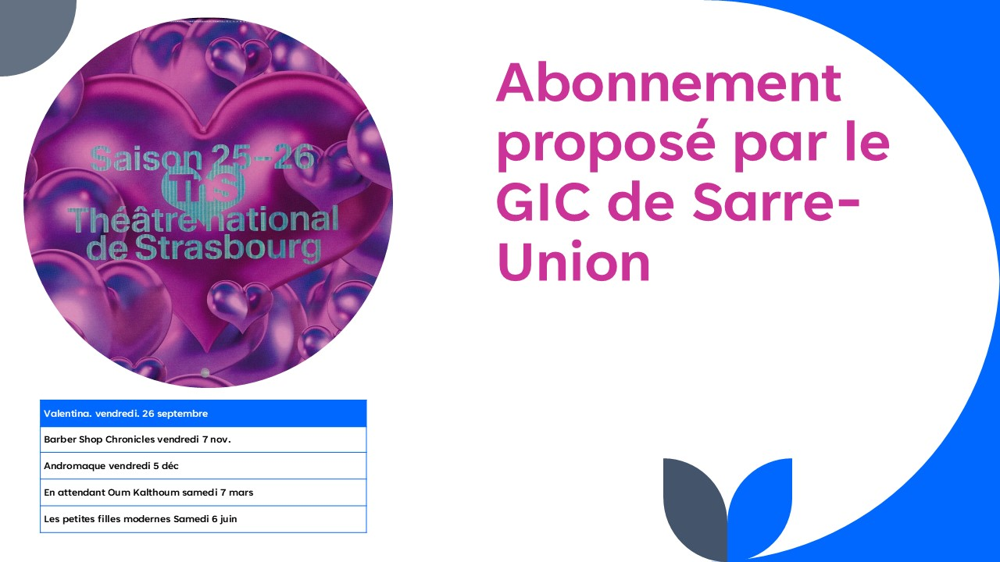 Saison 25-26
TnS
Théâtre national
de Strasbourg
Abonnement
proposé par le
GIC de Sarre-
Union
Valentina. vendredi. 26 septembre
Barber Shop Chronicles vendredi 7 nov.
Andromaque vendredi 5 déc
En attendant Oum Kalthoum samedi 7 mars
Les petites filles modernes Samedi 6 juin